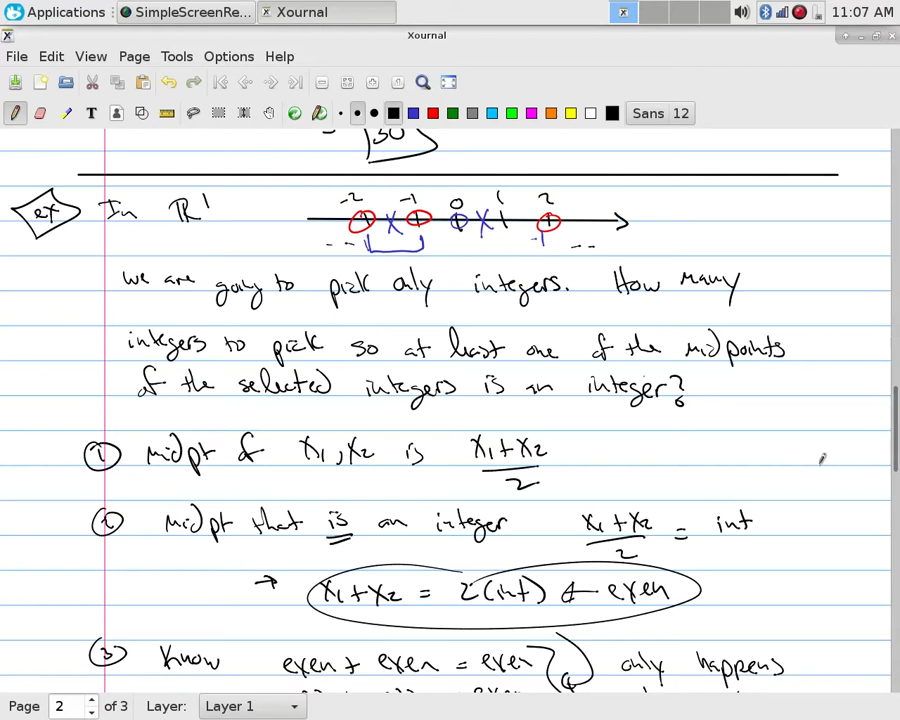 Applications SimpleScreenRe... Xournal 11:07 AM
Xournal
File Edit View Page Tools Options Help
Sans 12
30
ex In ℝ¹ -2 -1 0 1 2
-- --
we are going to pick only integers. How many
integers to pick so at least one of the midpoints
of the selected integers is an integer?
① midpt of x₁,x₂ is (x₁+x₂)/2
② midpt that is an integer (x₁+x₂)/2 = int
→ x₁+x₂ = 2(int) ← even
③ Know even + even = even only happens
Page 2 of 3 Layer: Layer 1